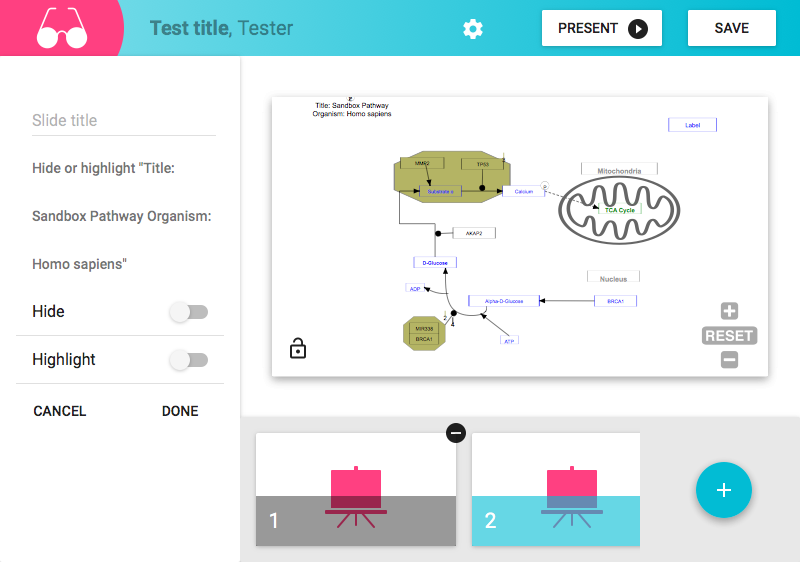 Test title, Tester
PRESENT
SAVE
Slide title
Hide or highlight "Title:
Sandbox Pathway Organism:
Homo sapiens"
Hide
Highlight
CANCEL
DONE
Title: Sandbox Pathway
Organism: Homo sapiens
Label
MMP2
TP53
Substrate-x
Calcium
Mitochondria
TCA Cycle
AKAP2
D-Glucose
Nucleus
ADP
Alpha-D-Glucose
BRCA1
2
4
MIR338
BRCA1
ATP
RESET
1
2